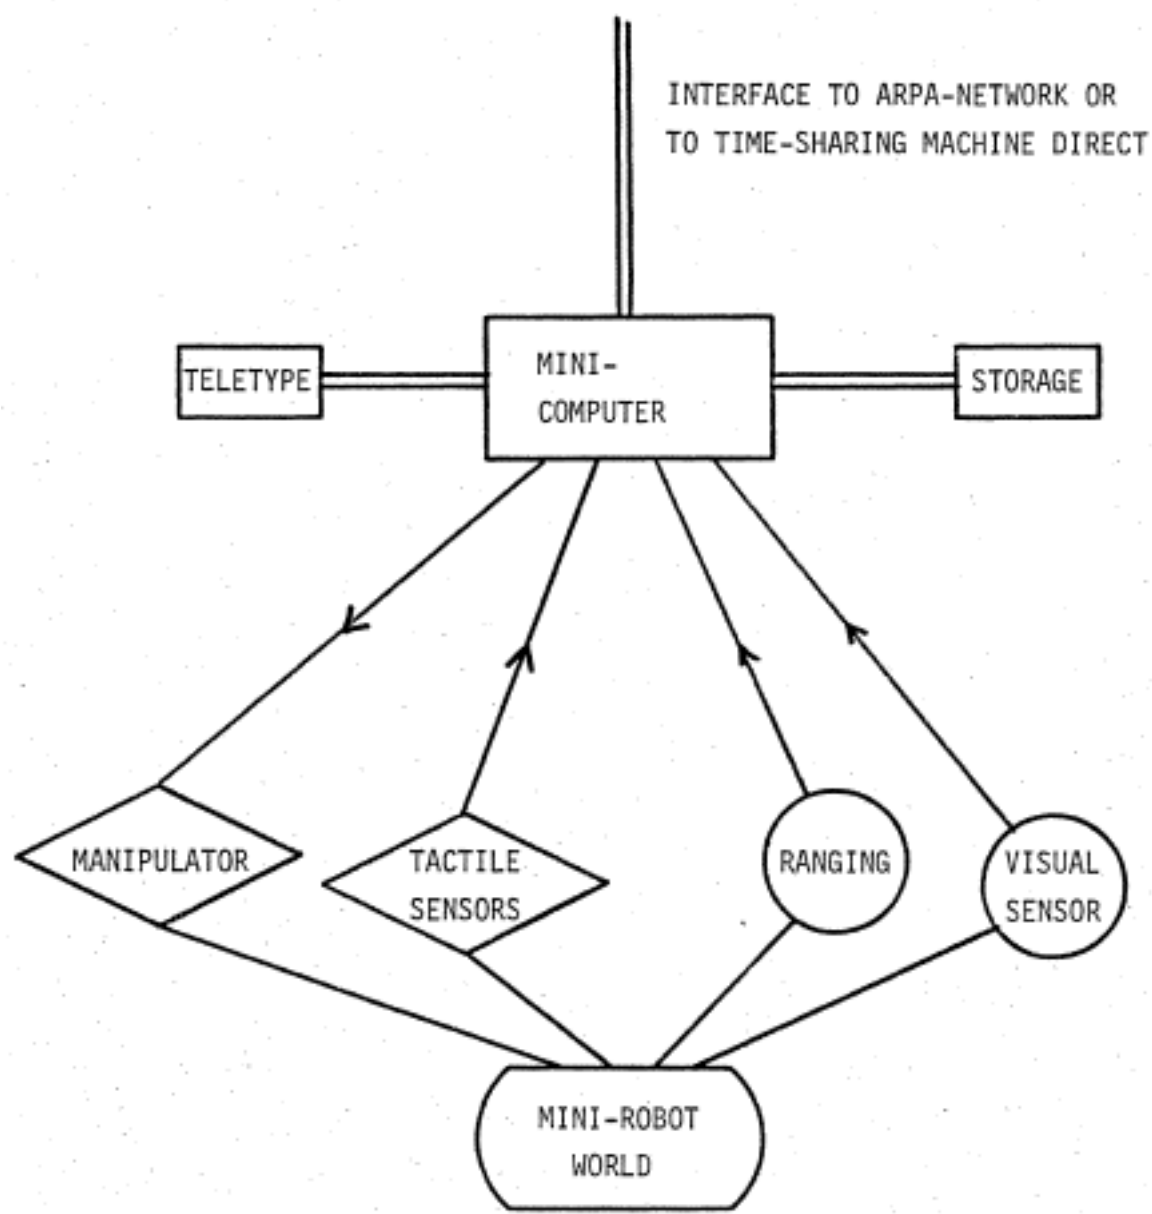 INTERFACE TO ARPA-NETWORK OR
TO TIME-SHARING MACHINE DIRECT
TELETYPE
MINI-
COMPUTER
STORAGE
MANIPULATOR
TACTILE
SENSORS
RANGING
VISUAL
SENSOR
MINI-ROBOT
WORLD